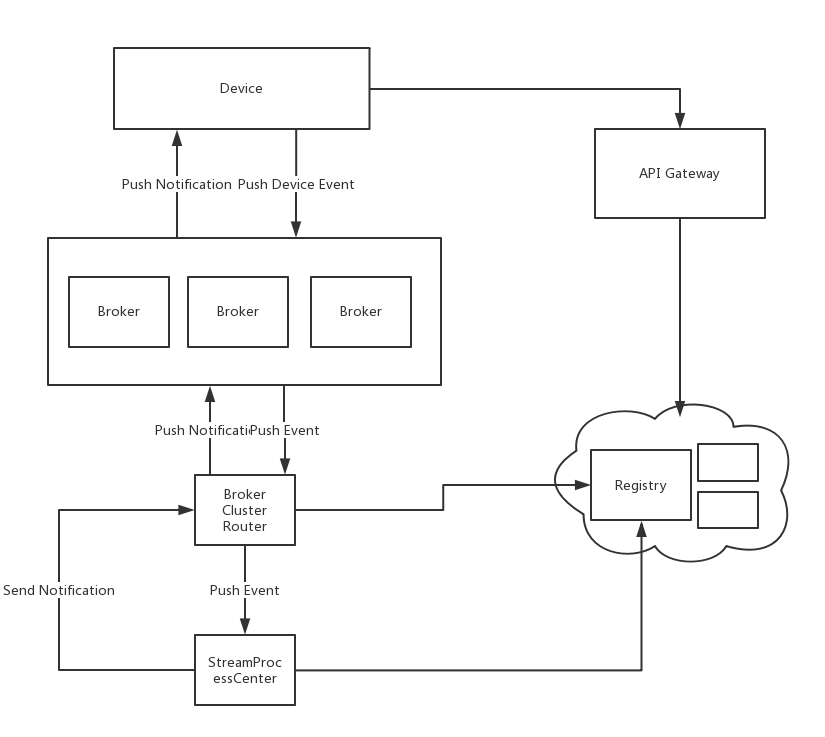 Device
API Gateway
Push Notification
Push Device Event
Broker
Broker
Broker
Push Notificati
Push Event
Broker
Cluster
Router
Registry
Send Notification
Push Event
StreamProc
essCenter